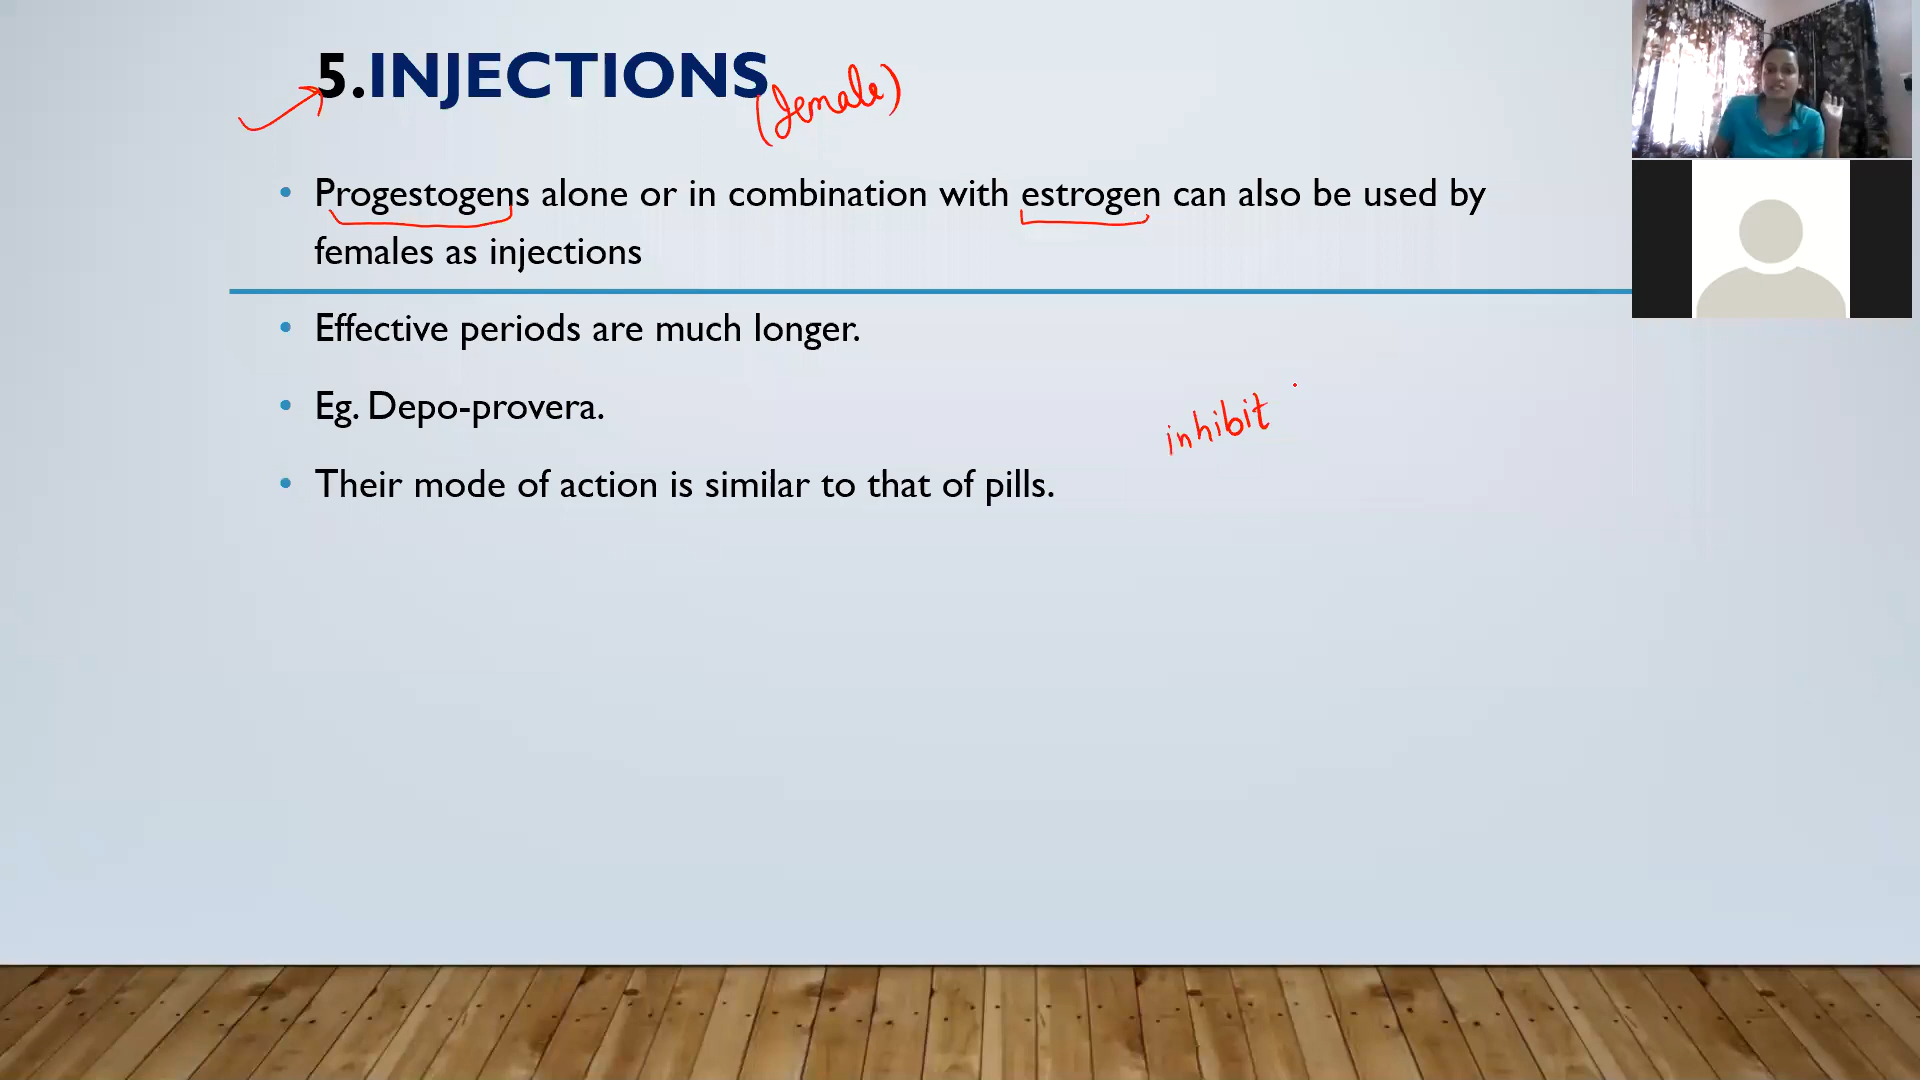 5.INJECTIONS
(female)
• Progestogens alone or in combination with estrogen can also be used by
females as injections
• Effective periods are much longer.
• Eg. Depo-provera.
inhibit
• Their mode of action is similar to that of pills.